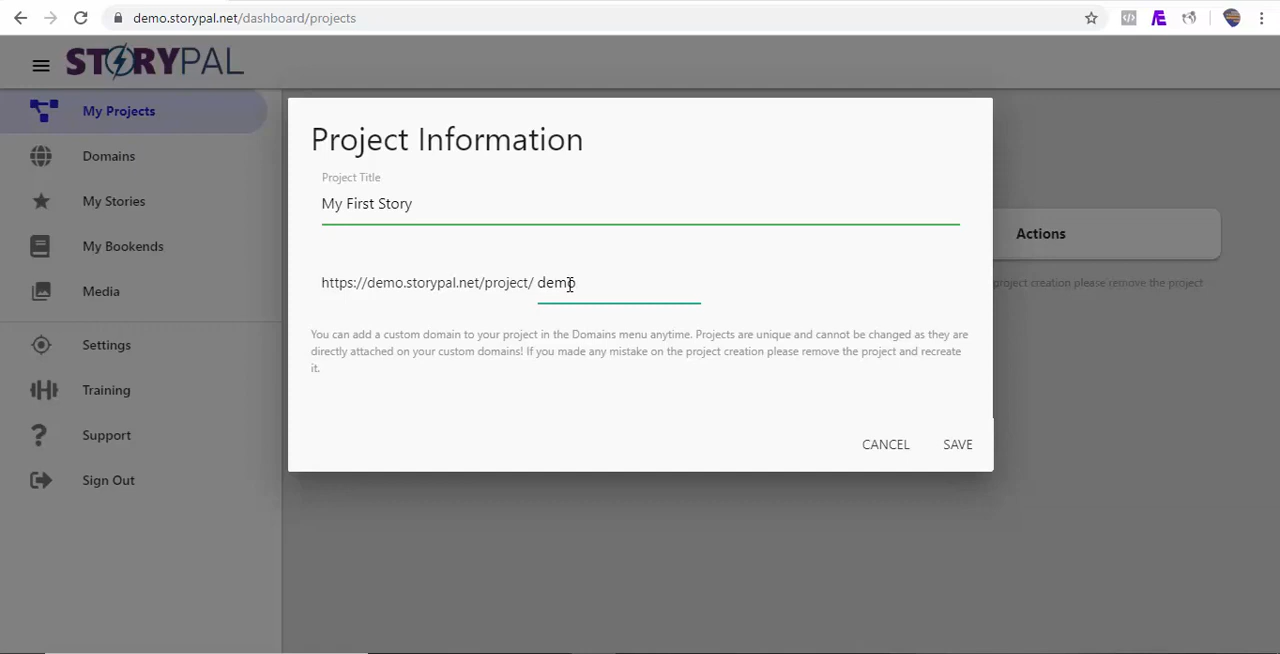 demo.storypal.net/dashboard/projects
STORYPAL
My Projects
Domains
My Stories
My Bookends
Media
Settings
Training
Support
Sign Out
Project Information
Project Title
My First Story
https://demo.storypal.net/project/ demo
You can add a custom domain to your project in the Domains menu anytime. Projects are unique and cannot be changed as they are
directly attached on your custom domains! If you made any mistake on the project creation please remove the project and recreate
it.
CANCEL SAVE
Actions
project creation please remove the project